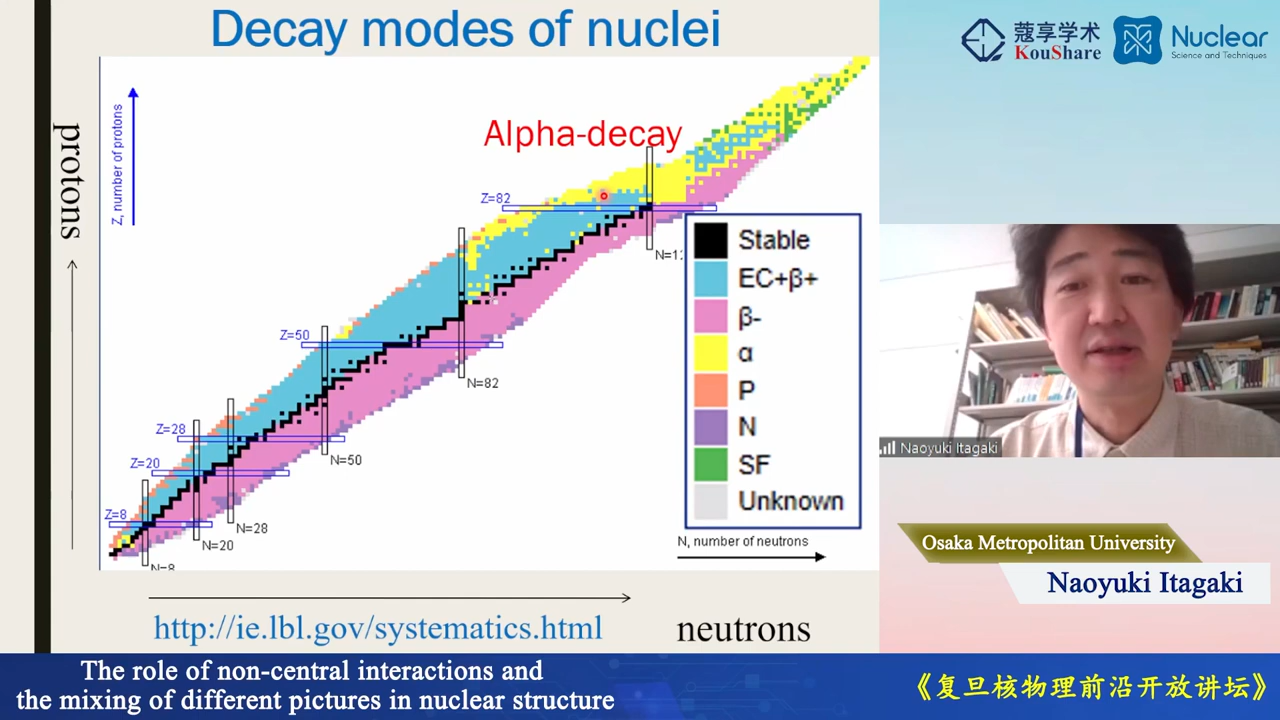 Decay modes of nuclei
蔻享学术
KouShare
Nuclear
Science and Techniques
protons
Z, number of protons
Alpha-decay
Z=82
N=1
Z=50
N=82
Z=28
N=50
Z=20
N=28
Z=8
N=20
N=8
Stable
EC+β+
β-
α
P
N
SF
Unknown
N, number of neutrons
http://ie.lbl.gov/systematics.html
neutrons
Naoyuki Itagaki
Osaka Metropolitan University
Naoyuki Itagaki
The role of non-central interactions and
the mixing of different pictures in nuclear structure
《复旦核物理前沿开放讲坛》